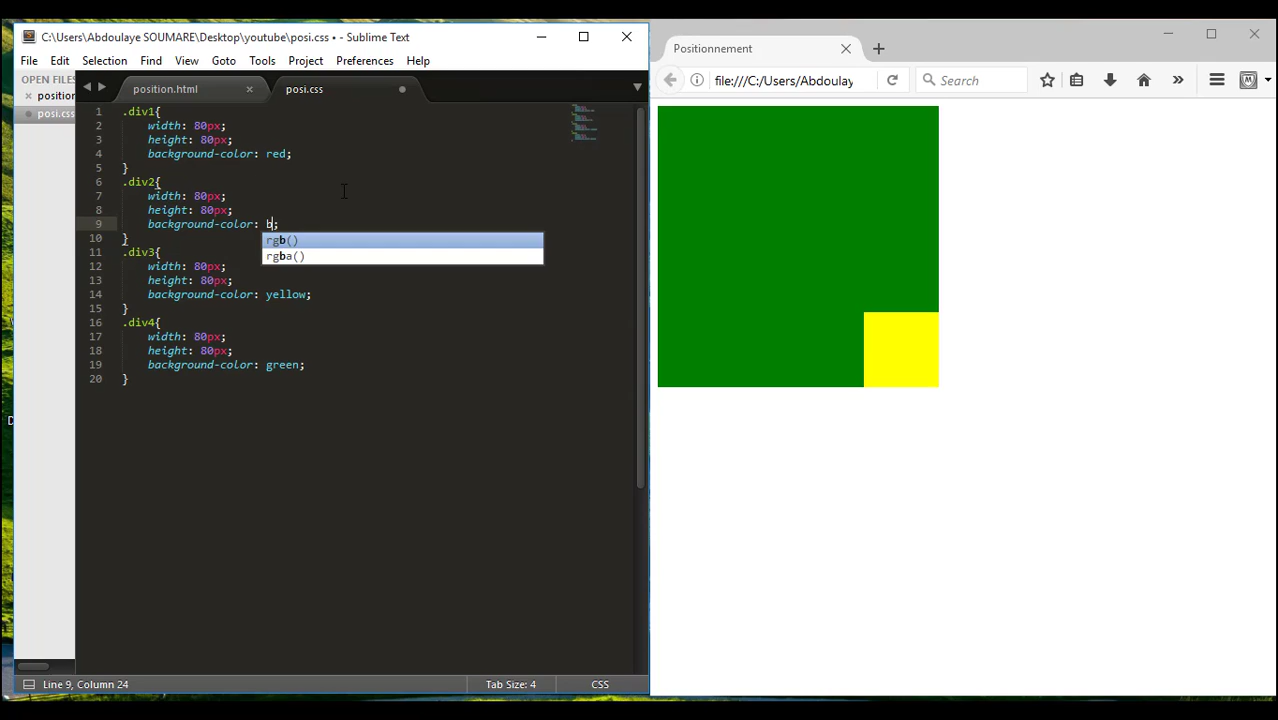 C:\Users\Abdoulaye SOUMARE\Desktop\youtube\posi.css • - Sublime Text
File Edit Selection Find View Goto Tools Project Preferences Help
OPEN FILES
position
posi.css
position.html
posi.css
1 .div1{
2 width: 80px;
3 height: 80px;
4 background-color: red;
5 }
6 .div2{
7 width: 80px;
8 height: 80px;
9 background-color: b;
rgb()
rgba()
10 }
11 .div3{
12 width: 80px;
13 height: 80px;
14 background-color: yellow;
15 }
16 .div4{
17 width: 80px;
18 height: 80px;
19 background-color: green;
20 }
Line 9, Column 24
Tab Size: 4
CSS
Positionnement
file:///C:/Users/Abdoulay
Search